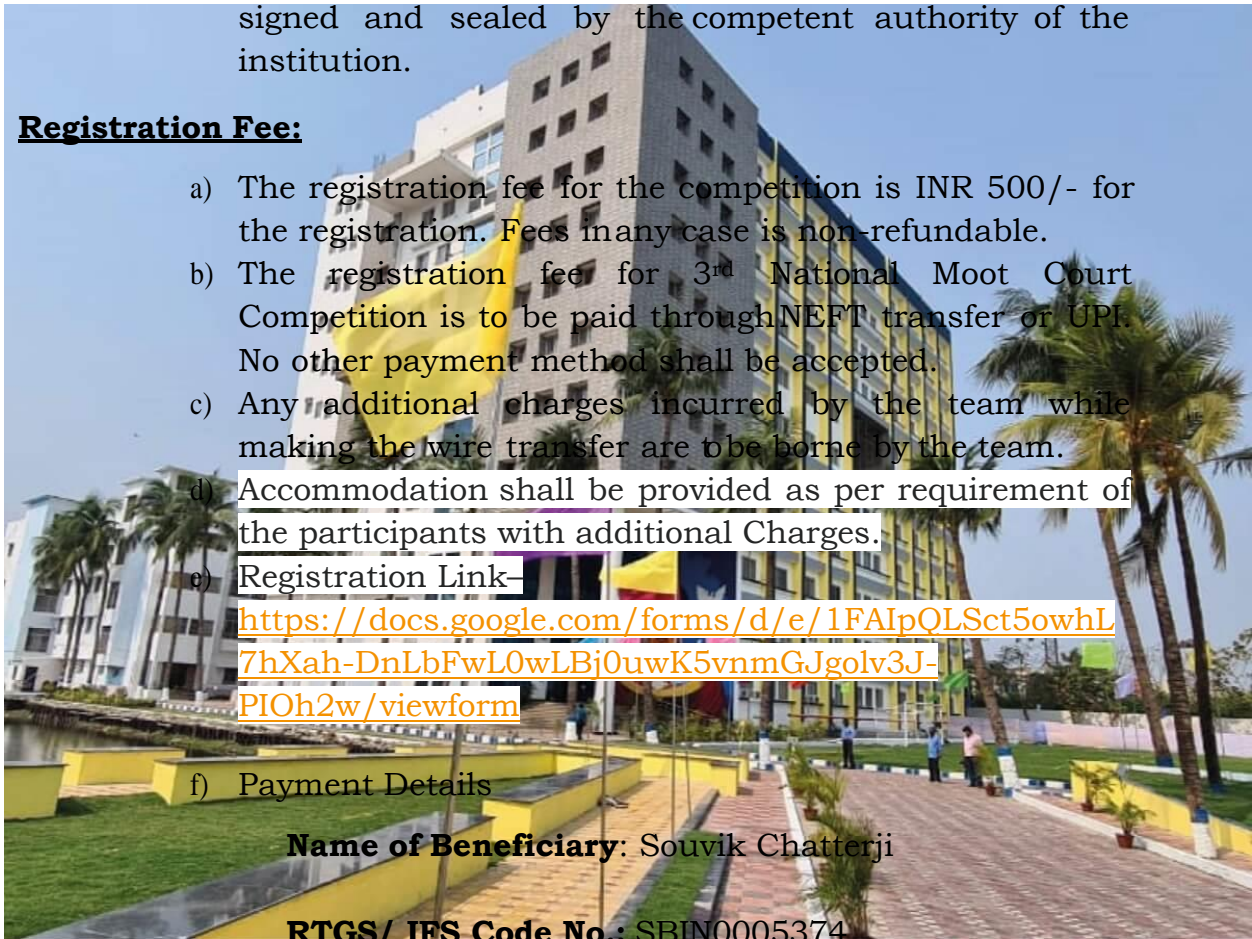 signed and sealed by the competent authority of the
institution.
Registration Fee:
a) The registration fee for the competition is INR 500/- for
the registration. Fees in any case is non-refundable.
b) The registration fee for 3rd National Moot Court
Competition is to be paid through NEFT transfer or UPI.
No other payment method shall be accepted.
c) Any additional charges incurred by the team while
making the wire transfer are to be borne by the team.
d) Accommodation shall be provided as per requirement of
the participants with additional Charges.
e) Registration Link–
https://docs.google.com/forms/d/e/1FAIpQLSct5owhL
7hXah-DnLbFwL0wLBj0uwK5vnmGJgolv3J-
PIOh2w/viewform
f) Payment Details
Name of Beneficiary: Souvik Chatterji
RTGS/ IFS Code No.: SBIN0005374